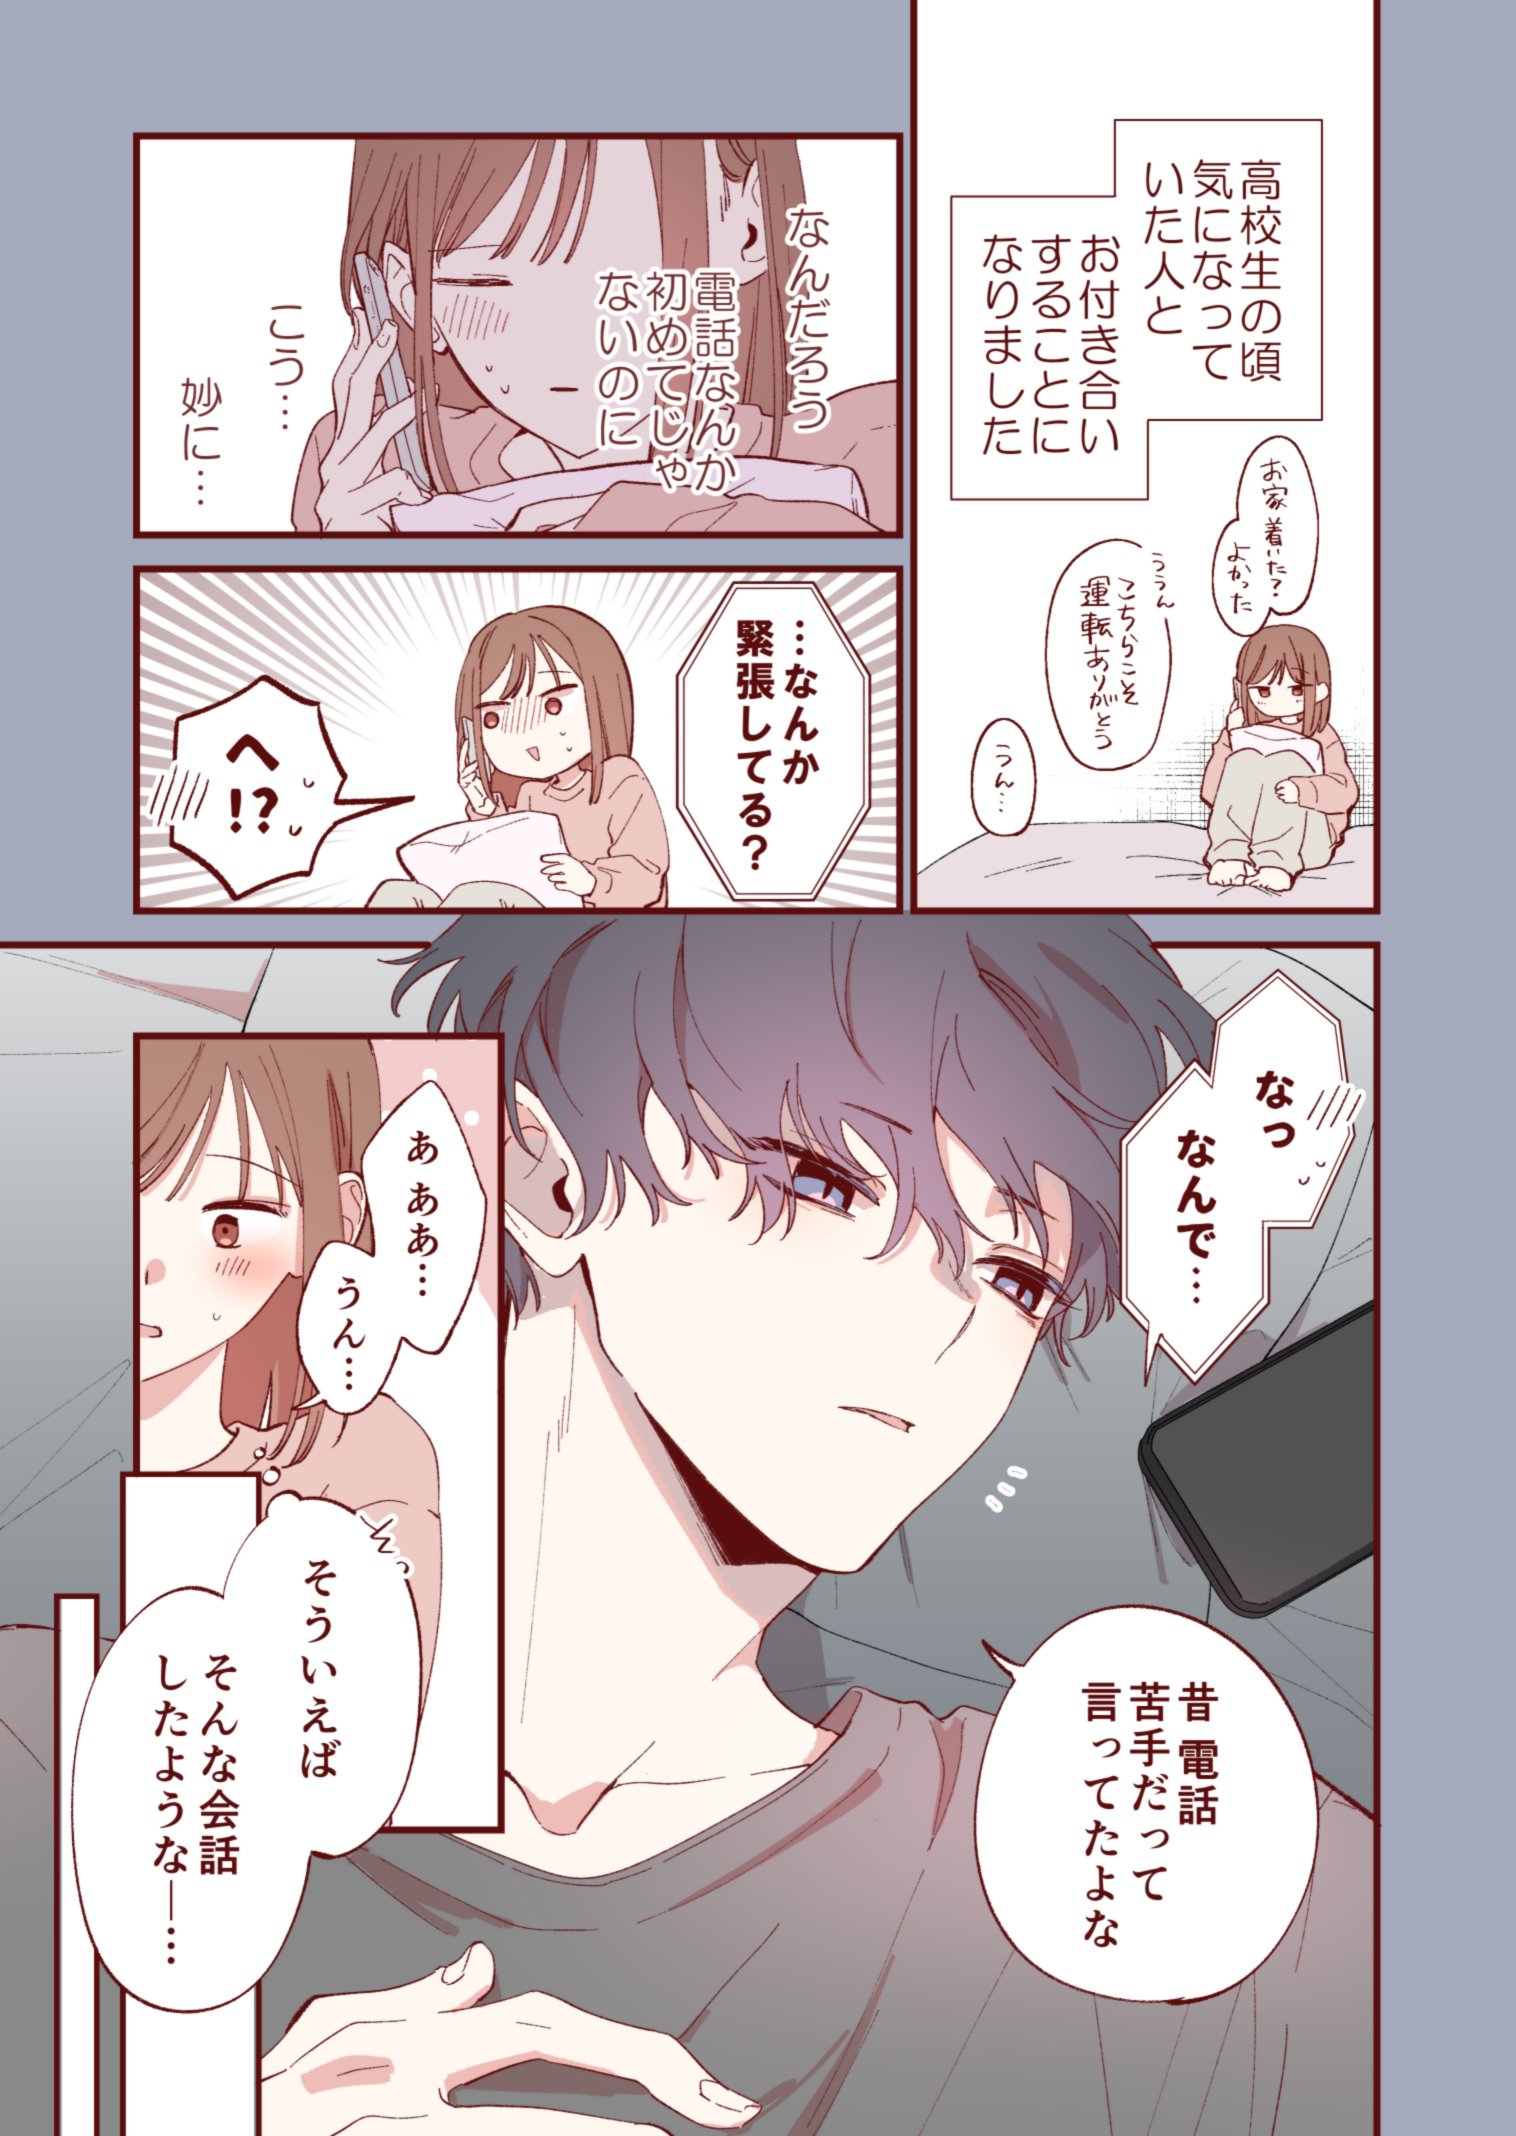 高校生の頃
気になって
いた人と
お付き合い
することに
なりました
お家着いた?
よかった
ううん
こちらこそ
運転ありがとう
うん…
なんだろう
電話なんか
初めてじゃ
ないのに
こう…
妙に…
…なんか
緊張してる?
へ!?
なっ
なんで…
昔 電話
苦手だって
言ってたよな
あ ああ…
うん…
そういえば
そんな会話
したような―…